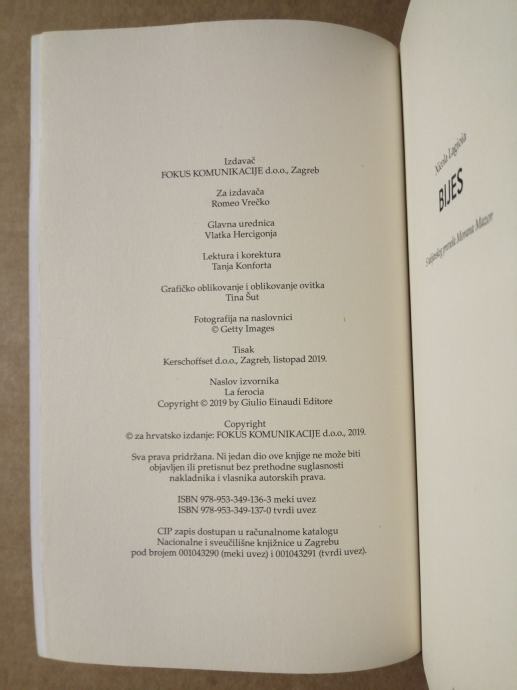 Izdavač
FOKUS KOMUNIKACIJE d.o.o., Zagreb
Za izdavača
Romeo Vrečko
Glavna urednica
Vlatka Hercigonja
Lektura i korektura
Tanja Konforta
Grafičko oblikovanje i oblikovanje ovitka
Tina Šut
Fotografija na naslovnici
© Getty Images
Tisak
Kerschoffset d.o.o., Zagreb, listopad 2019.
Naslov izvornika
La ferocia
Copyright © 2019 by Giulio Einaudi Editore
Copyright
© za hrvatsko izdanje: FOKUS KOMUNIKACIJE d.o.o., 2019.
Sva prava pridržana. Ni jedan dio ove knjige ne može biti
objavljen ili pretisnut bez prethodne suglasnosti
nakladnika i vlasnika autorskih prava.
ISBN 978-953-349-136-3 meki uvez
ISBN 978-953-349-137-0 tvrdi uvez
CIP zapis dostupan u računalnome katalogu
Nacionalne i sveučilišne knjižnice u Zagrebu
pod brojem 001043290 (meki uvez) i 001043291 (tvrdi uvez).
Nicola Lagioia
BIJES
prevela